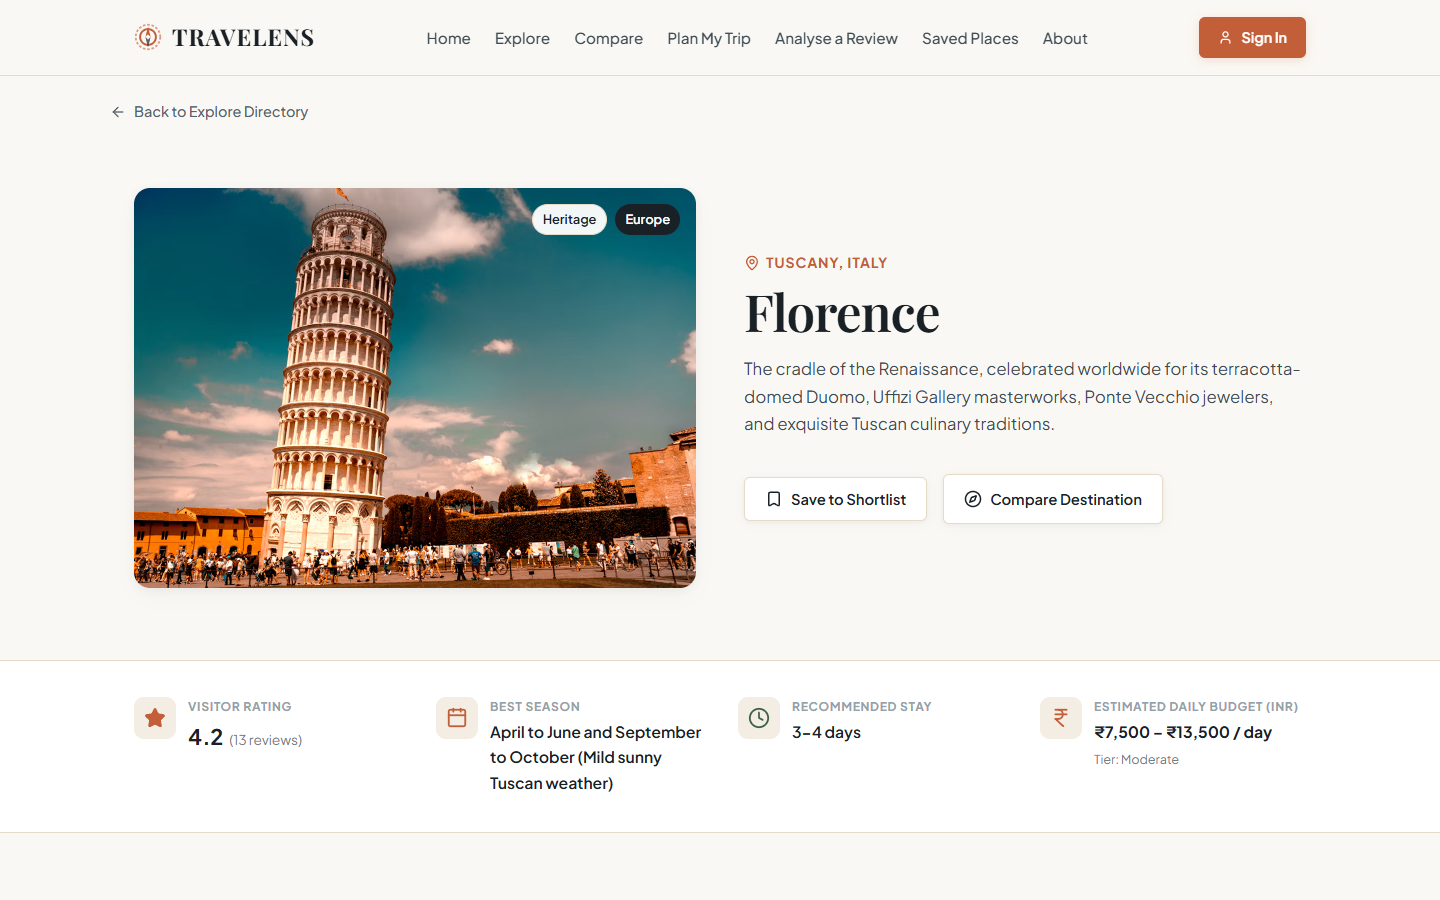 TRAVELENS
Home
Explore
Compare
Plan My Trip
Analyse a Review
Saved Places
About
Sign In
Back to Explore Directory
Heritage
Europe
TUSCANY, ITALY
Florence
The cradle of the Renaissance, celebrated worldwide for its terracotta-
domed Duomo, Uffizi Gallery masterworks, Ponte Vecchio jewelers,
and exquisite Tuscan culinary traditions.
Save to Shortlist
Compare Destination
VISITOR RATING
4.2 (13 reviews)
BEST SEASON
April to June and September
to October (Mild sunny
Tuscan weather)
RECOMMENDED STAY
3–4 days
ESTIMATED DAILY BUDGET (INR)
₹7,500 – ₹13,500 / day
Tier: Moderate